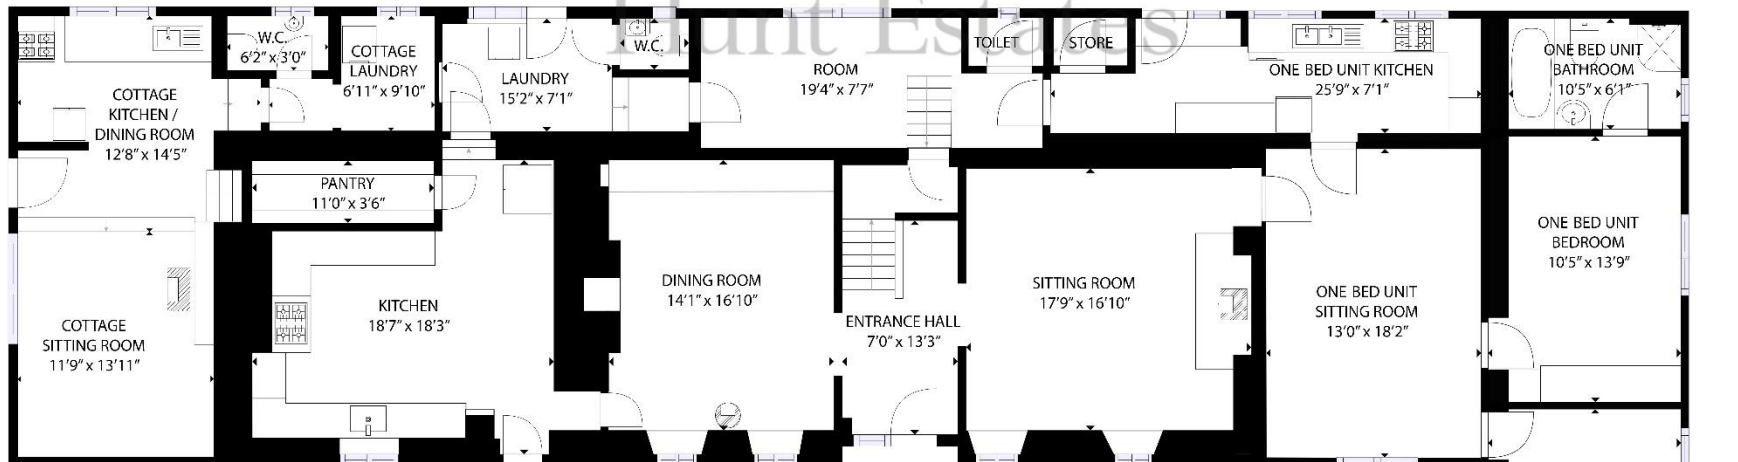 Hunt Estates
W.C.
6'2" x 3'0"
COTTAGE
LAUNDRY
6'11" x 9'10"
LAUNDRY
15'2" x 7'1"
W.C.
ROOM
19'4" x 7'7"
TOILET
STORE
ONE BED UNIT KITCHEN
25'9" x 7'1"
ONE BED UNIT
BATHROOM
10'5" x 6'1"
COTTAGE
KITCHEN /
DINING ROOM
12'8" x 14'5"
PANTRY
11'0" x 3'6"
COTTAGE
SITTING ROOM
11'9" x 13'11"
KITCHEN
18'7" x 18'3"
DINING ROOM
14'1" x 16'10"
ENTRANCE HALL
7'0" x 13'3"
SITTING ROOM
17'9" x 16'10"
ONE BED UNIT
SITTING ROOM
13'0" x 18'2"
ONE BED UNIT
BEDROOM
10'5" x 13'9"